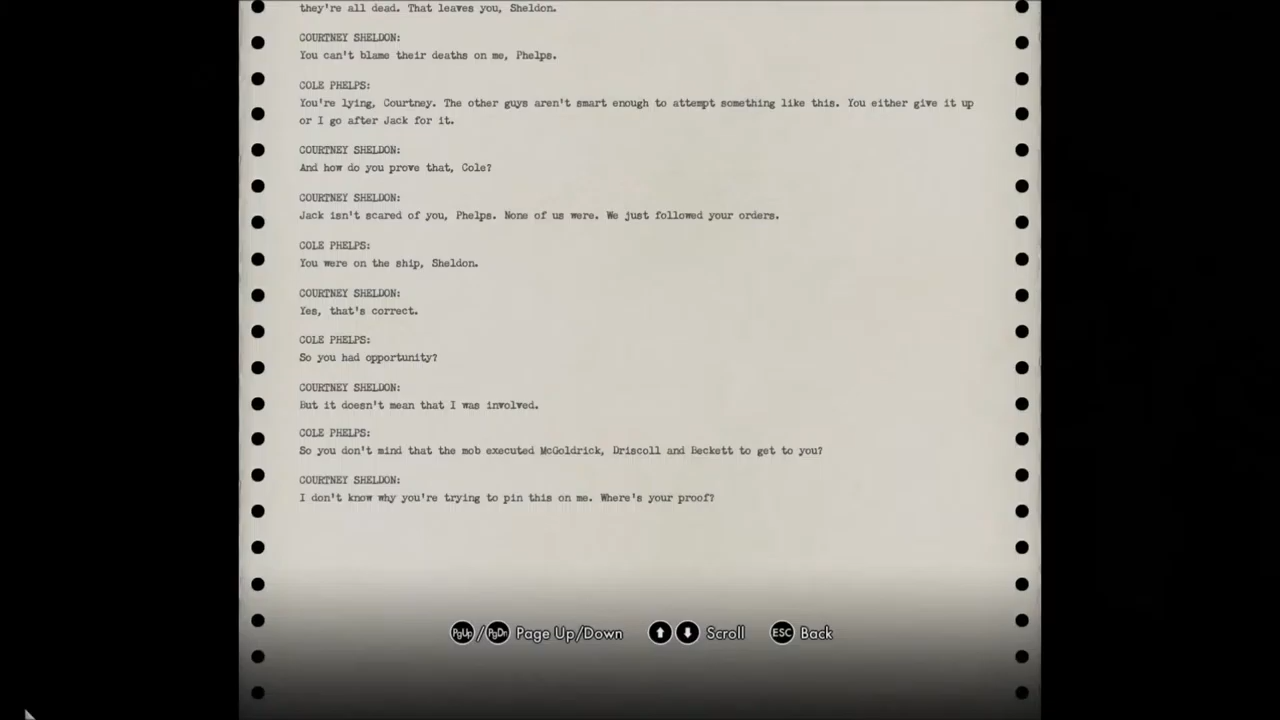 they're all dead. That leaves you, Sheldon.
COURTNEY SHELDON:
You can't blame their deaths on me, Phelps.
COLE PHELPS:
You're lying, Courtney. The other guys aren't smart enough to attempt something like this. You either give it up
or I go after Jack for it.
COURTNEY SHELDON:
And how do you prove that, Cole?
COURTNEY SHELDON:
Jack isn't scared of you, Phelps. None of us were. We just followed your orders.
COLE PHELPS:
You were on the ship, Sheldon.
COURTNEY SHELDON:
Yes, that's correct.
COLE PHELPS:
So you had opportunity?
COURTNEY SHELDON:
But it doesn't mean that I was involved.
COLE PHELPS:
So you don't mind that the mob executed McGoldrick, Driscoll and Beckett to get to you?
COURTNEY SHELDON:
I don't know why you're trying to pin this on me. Where's your proof?
PgUp/PgDn Page Up/Down Scroll ESC Back